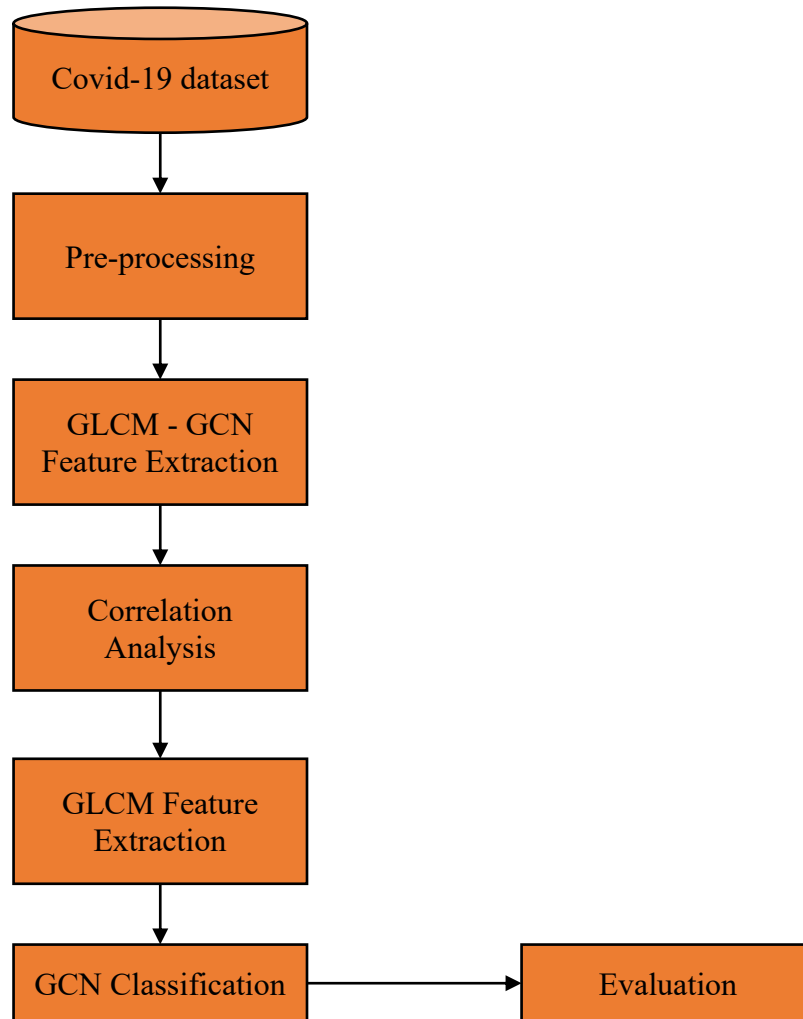 Covid-19 dataset
Pre-processing
GLCM - GCN
Feature Extraction
Correlation
Analysis
GLCM Feature
Extraction
GCN Classification
Evaluation